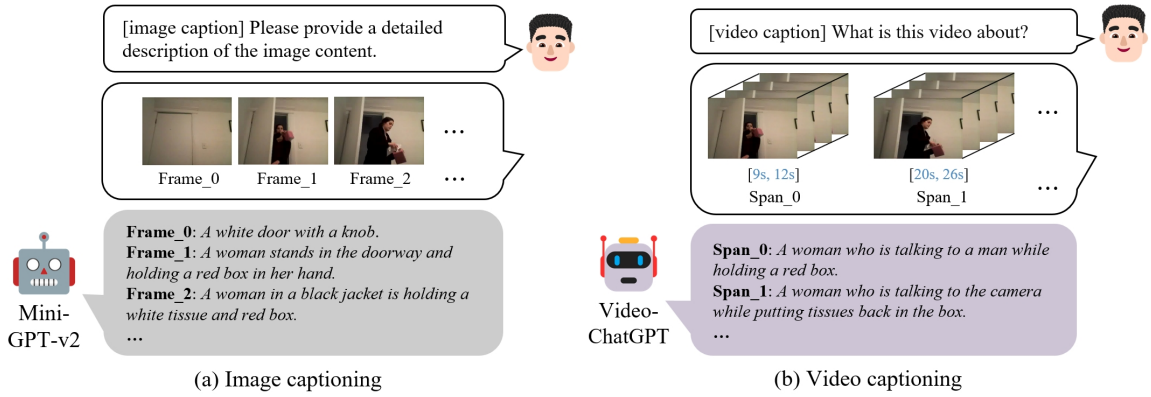 [image caption] Please provide a detailed
description of the image content.
Frame_0
Frame_1
Frame_2
...
...
Frame_0: A white door with a knob.
Frame_1: A woman stands in the doorway and
holding a red box in her hand.
Frame_2: A woman in a black jacket is holding a
white tissue and red box.
...
Mini-
GPT-v2
(a) Image captioning
[video caption] What is this video about?
...
[9s, 12s]
[20s, 26s]
Span_0
Span_1
...
Span_0: A woman who is talking to a man while
holding a red box.
Span_1: A woman who is talking to the camera
while putting tissues back in the box.
...
Video-
ChatGPT
(b) Video captioning